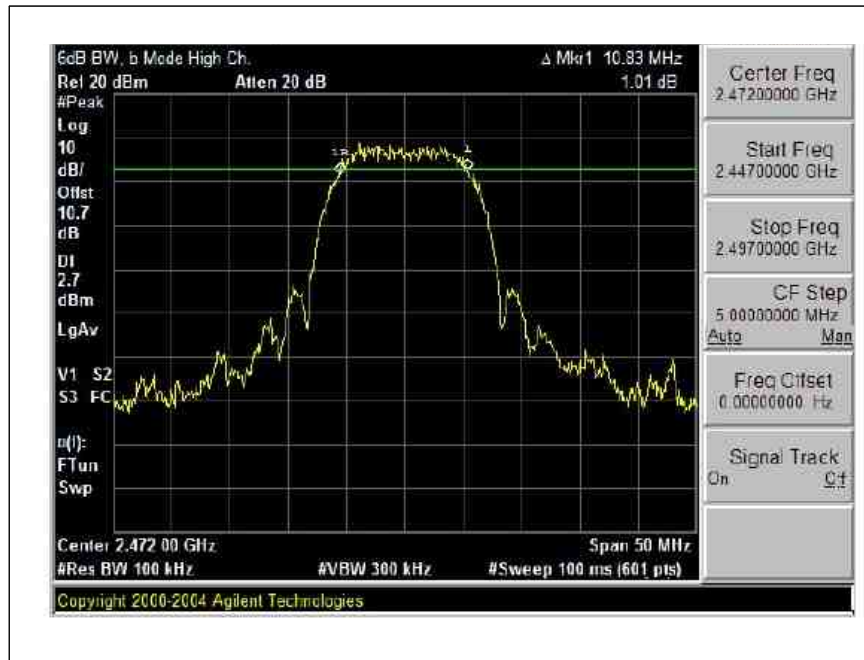 6dB BW, b Mode High Ch.
Δ Mkr1 10.83 MHz
Ref 20 dBm
Atten 20 dB
1.01 dB
#Peak
Log
10
dB/
Offst
10.7
dB
DI
2.7
dBm
LgAv
V1 S2
S3 FC
¤(f):
FTun
Swp
1R
1
Center 2.472 00 GHz
Span 50 MHz
#Res BW 100 kHz
#VBW 300 kHz
#Sweep 100 ms (601 pts)
Copyright 2000-2004 Agilent Technologies
Center Freq
2.47200000 GHz
Start Freq
2.44700000 GHz
Stop Freq
2.49700000 GHz
CF Step
5.00000000 MHz
Auto Man
Freq Offset
0.00000000 Hz
Signal Track
On Off